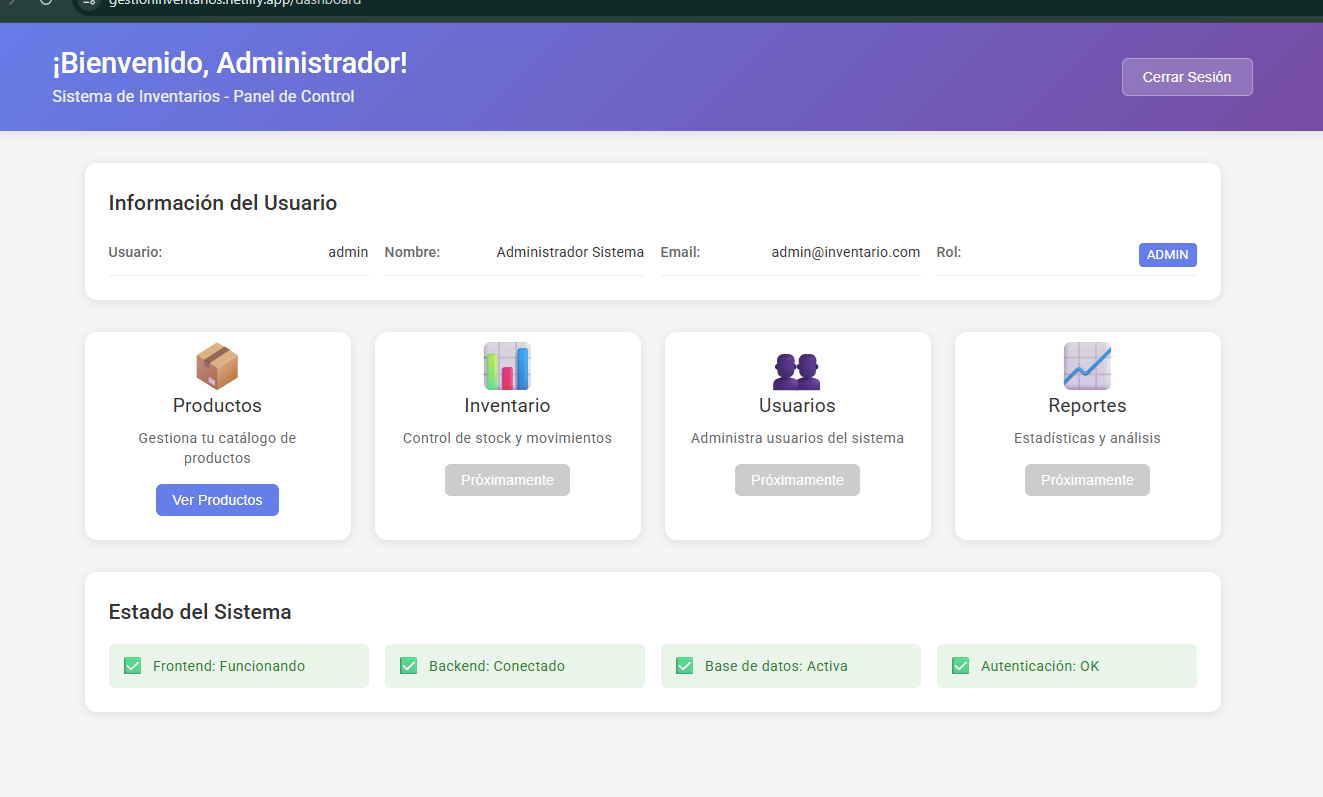 gestioninventarios.netlify.app/dashboard
¡Bienvenido, Administrador!
Sistema de Inventarios - Panel de Control
Cerrar Sesión
Información del Usuario
Usuario: admin Nombre: Administrador Sistema Email: admin@inventario.com Rol: ADMIN
Productos
Gestiona tu catálogo de
productos
Ver Productos
Inventario
Control de stock y movimientos
Próximamente
Usuarios
Administra usuarios del sistema
Próximamente
Reportes
Estadísticas y análisis
Próximamente
Estado del Sistema
Frontend: Funcionando
Backend: Conectado
Base de datos: Activa
Autenticación: OK